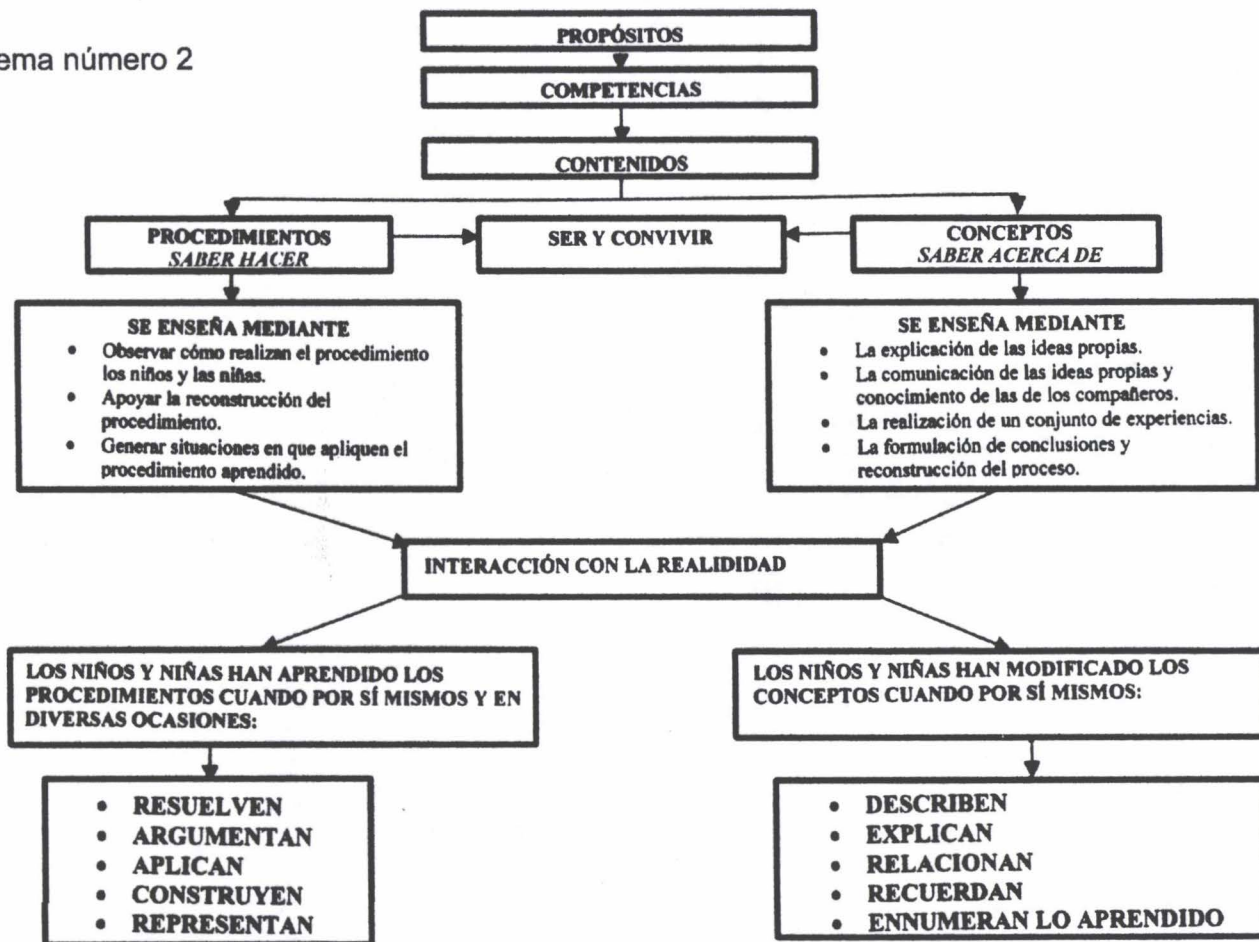 ema número 2
PROPÓSITOS
COMPETENCIAS
CONTENIDOS
PROCEDIMIENTOS
SABER HACER
SER Y CONVIVIR
CONCEPTOS
SABER ACERCA DE
SE ENSEÑA MEDIANTE
• Observar cómo realizan el procedimiento
los niños y las niñas.
• Apoyar la reconstrucción del
procedimiento.
• Generar situaciones en que apliquen el
procedimiento aprendido.
SE ENSEÑA MEDIANTE
• La explicación de las ideas propias.
• La comunicación de las ideas propias y
conocimiento de las de los compañeros.
• La realización de un conjunto de experiencias.
• La formulación de conclusiones y
reconstrucción del proceso.
INTERACCIÓN CON LA REALIDIDAD
LOS NIÑOS Y NIÑAS HAN APRENDIDO LOS
PROCEDIMIENTOS CUANDO POR SÍ MISMOS Y EN
DIVERSAS OCASIONES:
LOS NIÑOS Y NIÑAS HAN MODIFICADO LOS
CONCEPTOS CUANDO POR SÍ MISMOS:
• RESUELVEN
• ARGUMENTAN
• APLICAN
• CONSTRUYEN
• REPRESENTAN
• DESCRIBEN
• EXPLICAN
• RELACIONAN
• RECUERDAN
• ENNUMERAN LO APRENDIDO